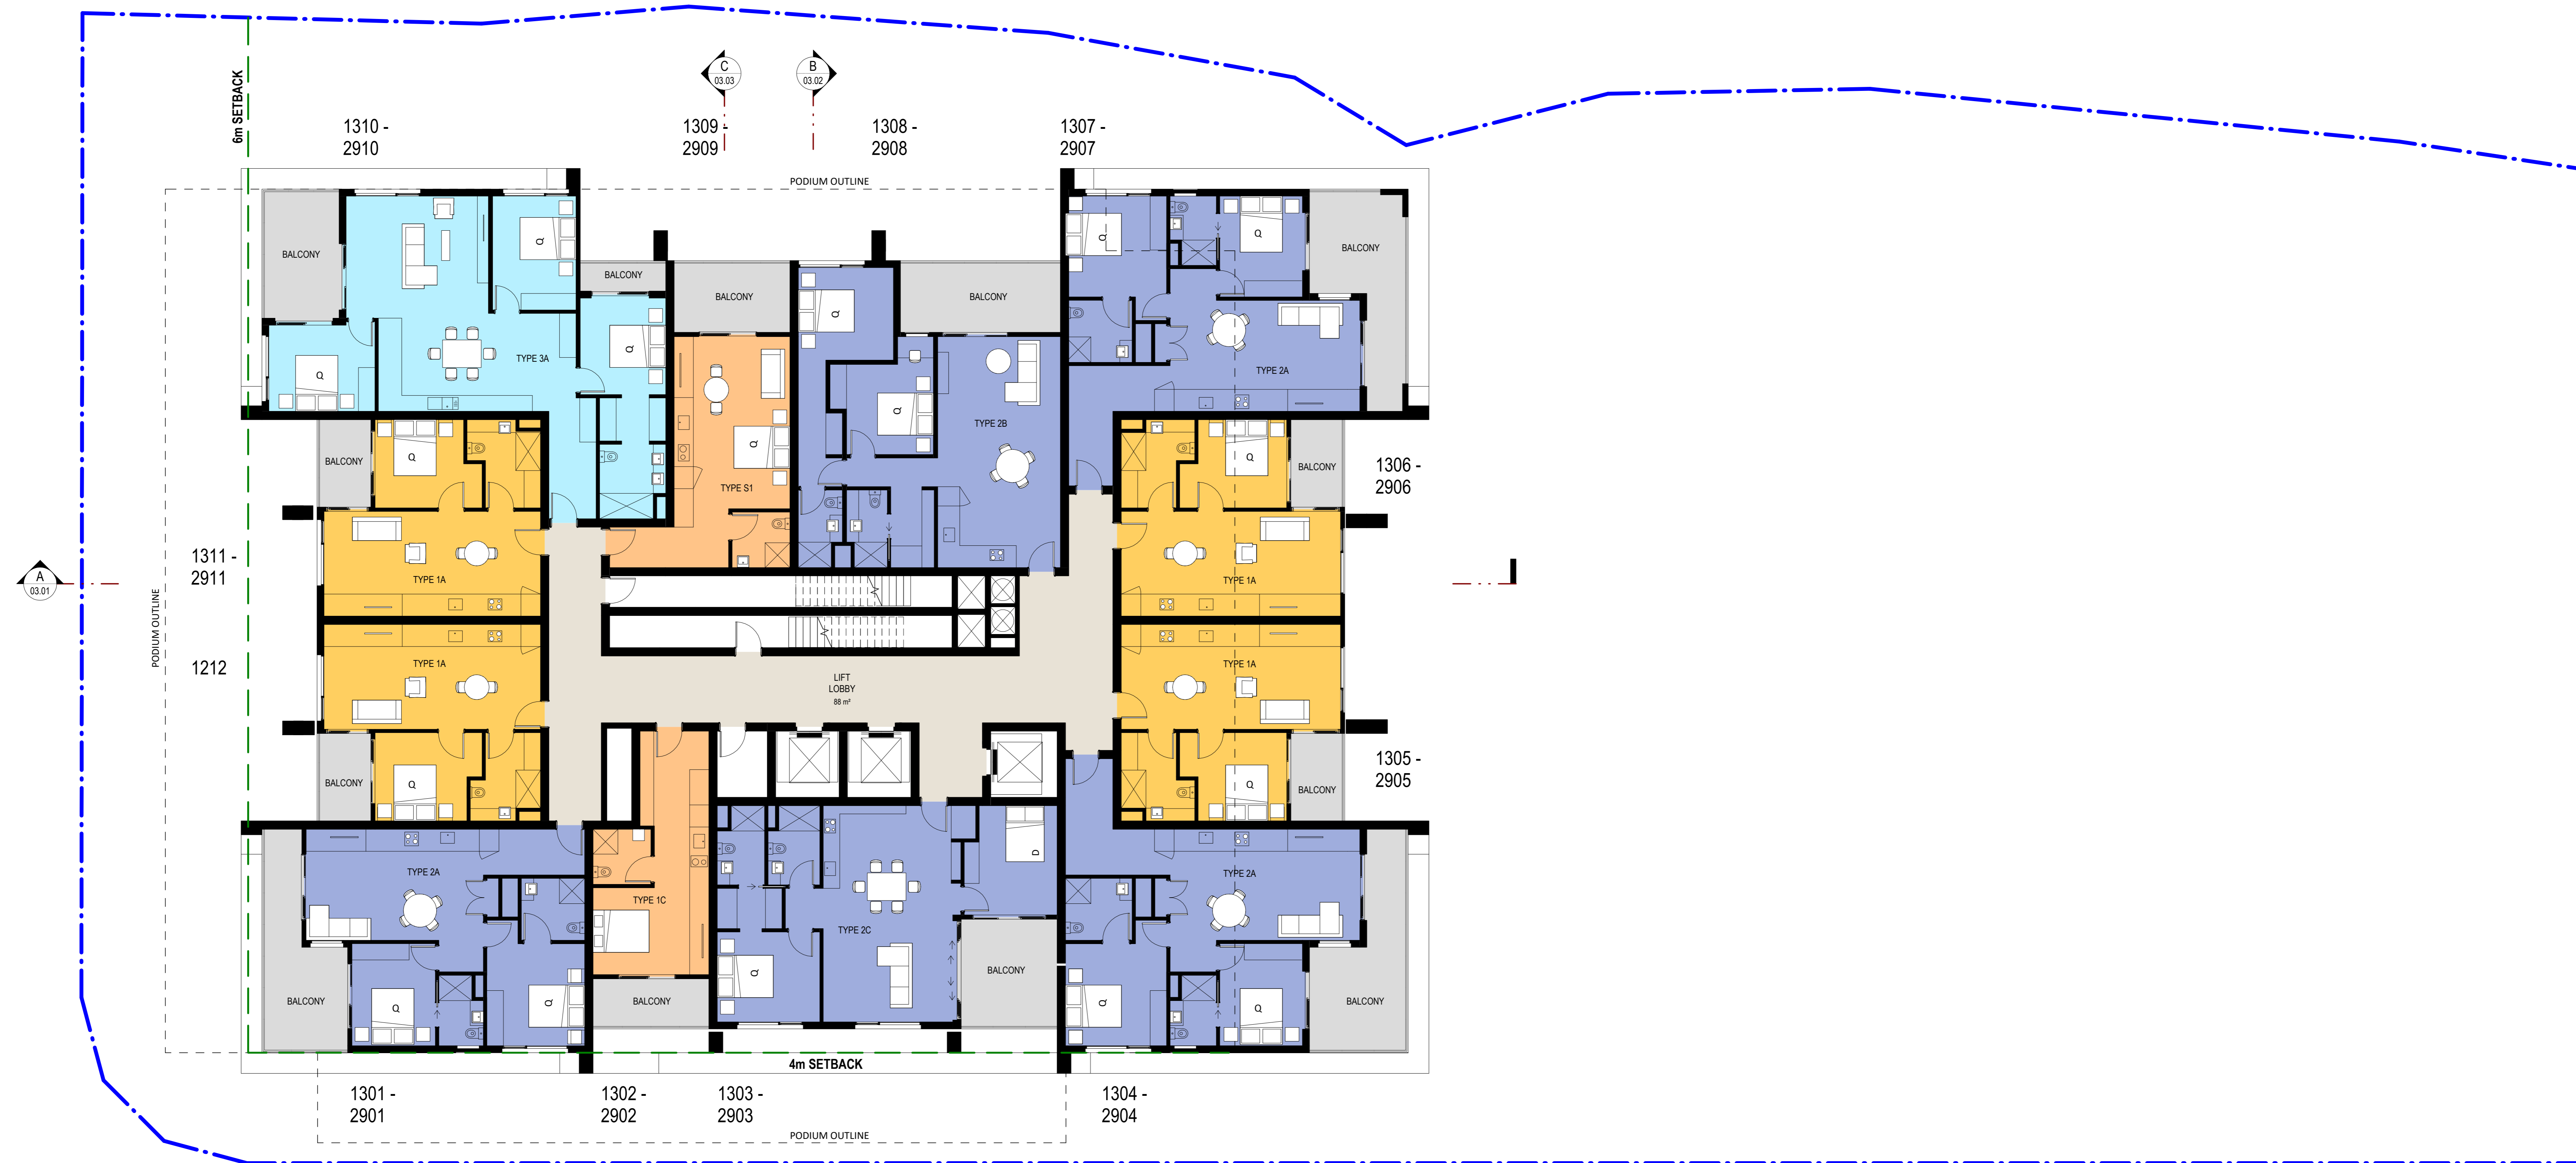 C
03.03
B
03.02
6m SETBACK
1310 -
2910
1309 -
2909
1308 -
2908
1307 -
2907
PODIUM OUTLINE
BALCONY
Q
BALCONY
BALCONY
BALCONY
Q
Q
BALCONY
Q
TYPE 3A
Q
Q
Q
TYPE S1
Q
TYPE 2B
TYPE 2A
BALCONY
Q
Q
BALCONY
1306 -
2906
1311 -
2911
TYPE 1A
TYPE 1A
A
03.01
PODIUM OUTLINE
1212
TYPE 1A
LIFT
LOBBY
88 m²
TYPE 1A
BALCONY
Q
Q
BALCONY
1305 -
2905
TYPE 2A
TYPE 1C
D
TYPE 2C
TYPE 2A
BALCONY
Q
Q
BALCONY
Q
BALCONY
Q
Q
BALCONY
4m SETBACK
1301 -
2901
1302 -
2902
1303 -
2903
1304 -
2904
PODIUM OUTLINE